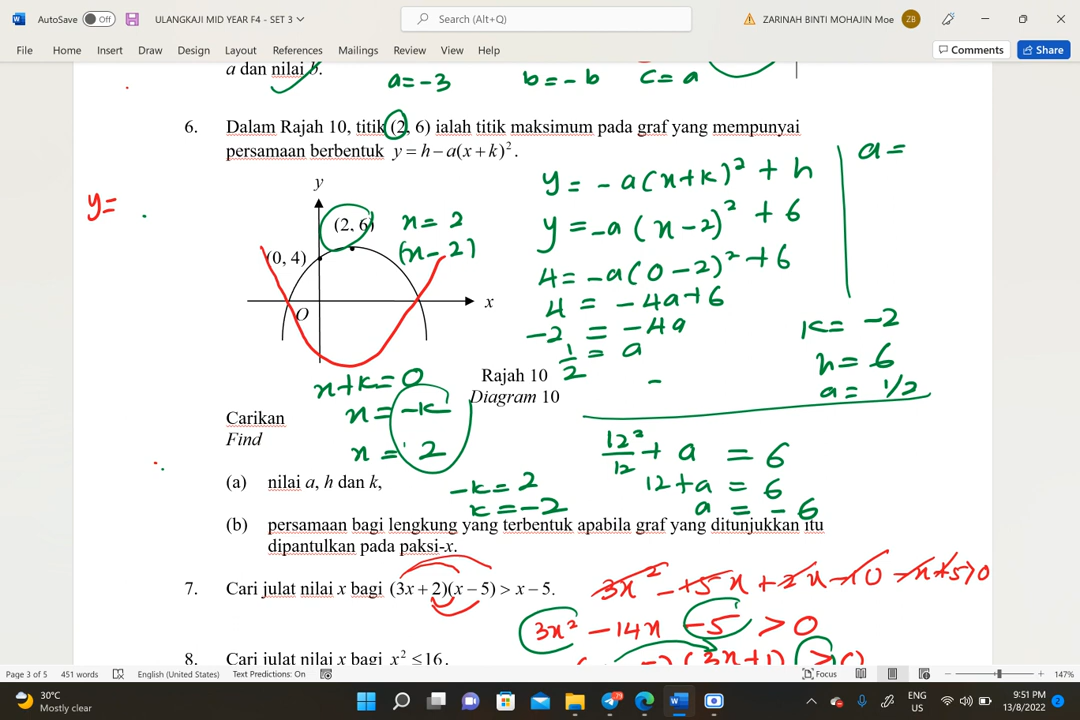 AutoSave Off ULANGKAJI MID YEAR F4 - SET 3 Search (Alt+Q) ZARINAH BINTI MOHAJIN Moe ZB
File Home Insert Draw Design Layout References Mailings Review View Help Comments Share
a dan nilai b.
a=-3 b=-b c=a
6. Dalam Rajah 10, titik (2, 6) ialah titik maksimum pada graf yang mempunyai
persamaan berbentuk y = h – a(x + k)².
a=
y = -a(x+k)² + h
y
y=
(2, 6)
x = 2
y = -a(x-2)² + 6
(0, 4)
(x-2)
4 = -a(0-2)² + 6
x
4 = -4a+6
O
-2 = -4a
k= -2
1/2 = a
h= 6
a= 1/2
x+k=0
Rajah 10
Diagram 10
x = -k
x = 2
Carikan
Find
12²/12 + a = 6
12+a = 6
a = -6
(a) nilai a, h dan k,
-k= 2
k=-2
(b) persamaan bagi lengkung yang terbentuk apabila graf yang ditunjukkan itu
dipantulkan pada paksi-x.
7. Cari julat nilai x bagi (3x + 2)(x – 5) > x – 5.
3x² -14x -5 > 0
8. Cari julat nilai x bagi x² ≤16.
(3x+1) >0
Page 3 of 5 451 words English (United States) Text Predictions: On Focus 147%
30°C
Mostly clear
ENG
US
9:51 PM
13/8/2022
2